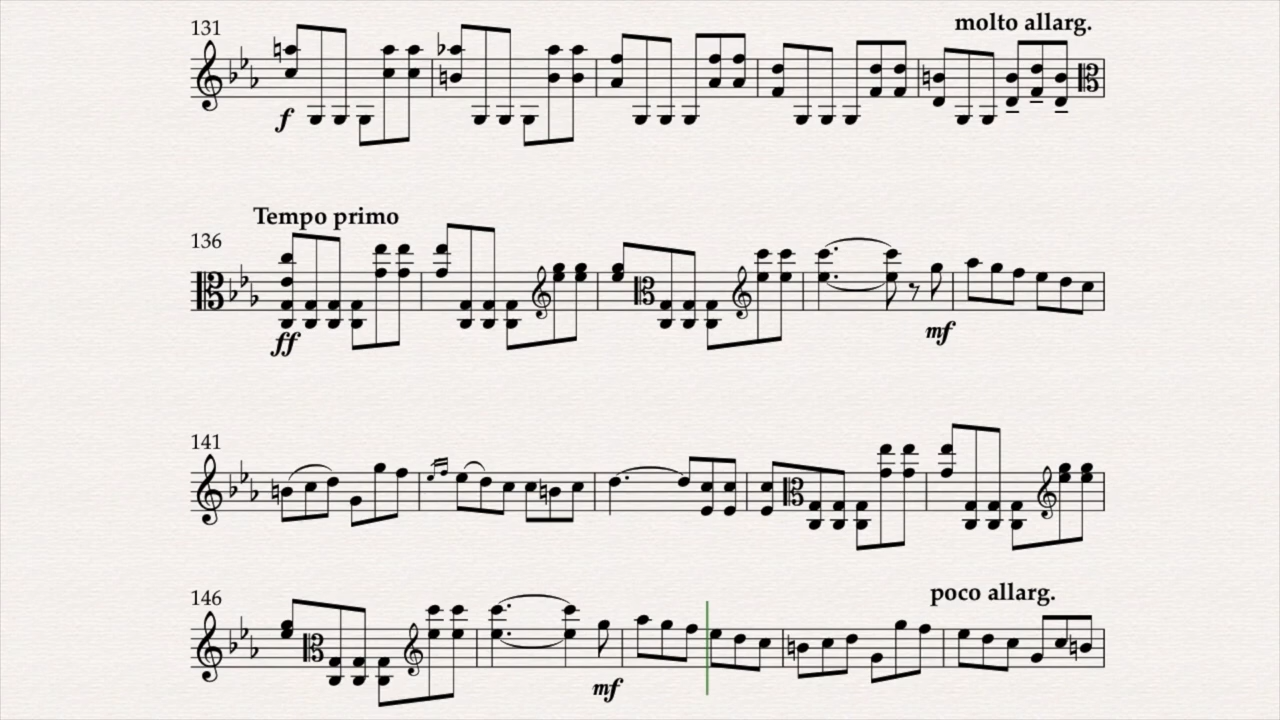 molto allarg.
131
f
Tempo primo
136
ff
mf
141
poco allarg.
146
mf